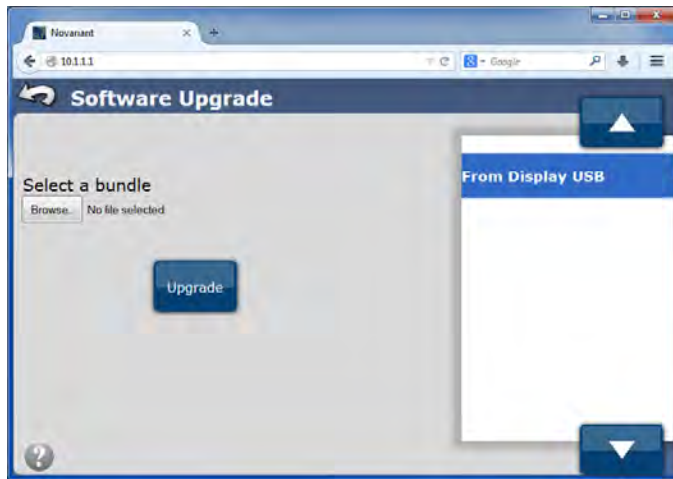 Novariant
10.1.1.1
Google
Software Upgrade
Select a bundle
Browse... No file selected.
Upgrade
From Display USB
?